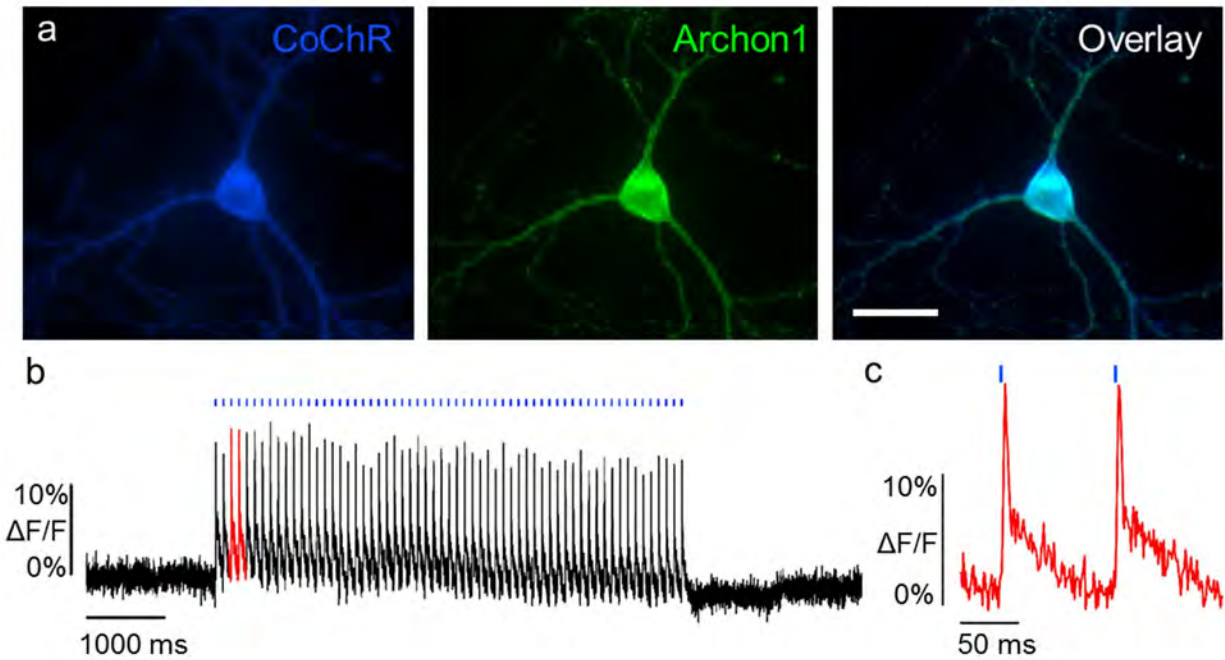 a
CoChR
Archon1
Overlay
b
10%
ΔF/F
0%
1000 ms
c
10%
ΔF/F
0%
50 ms